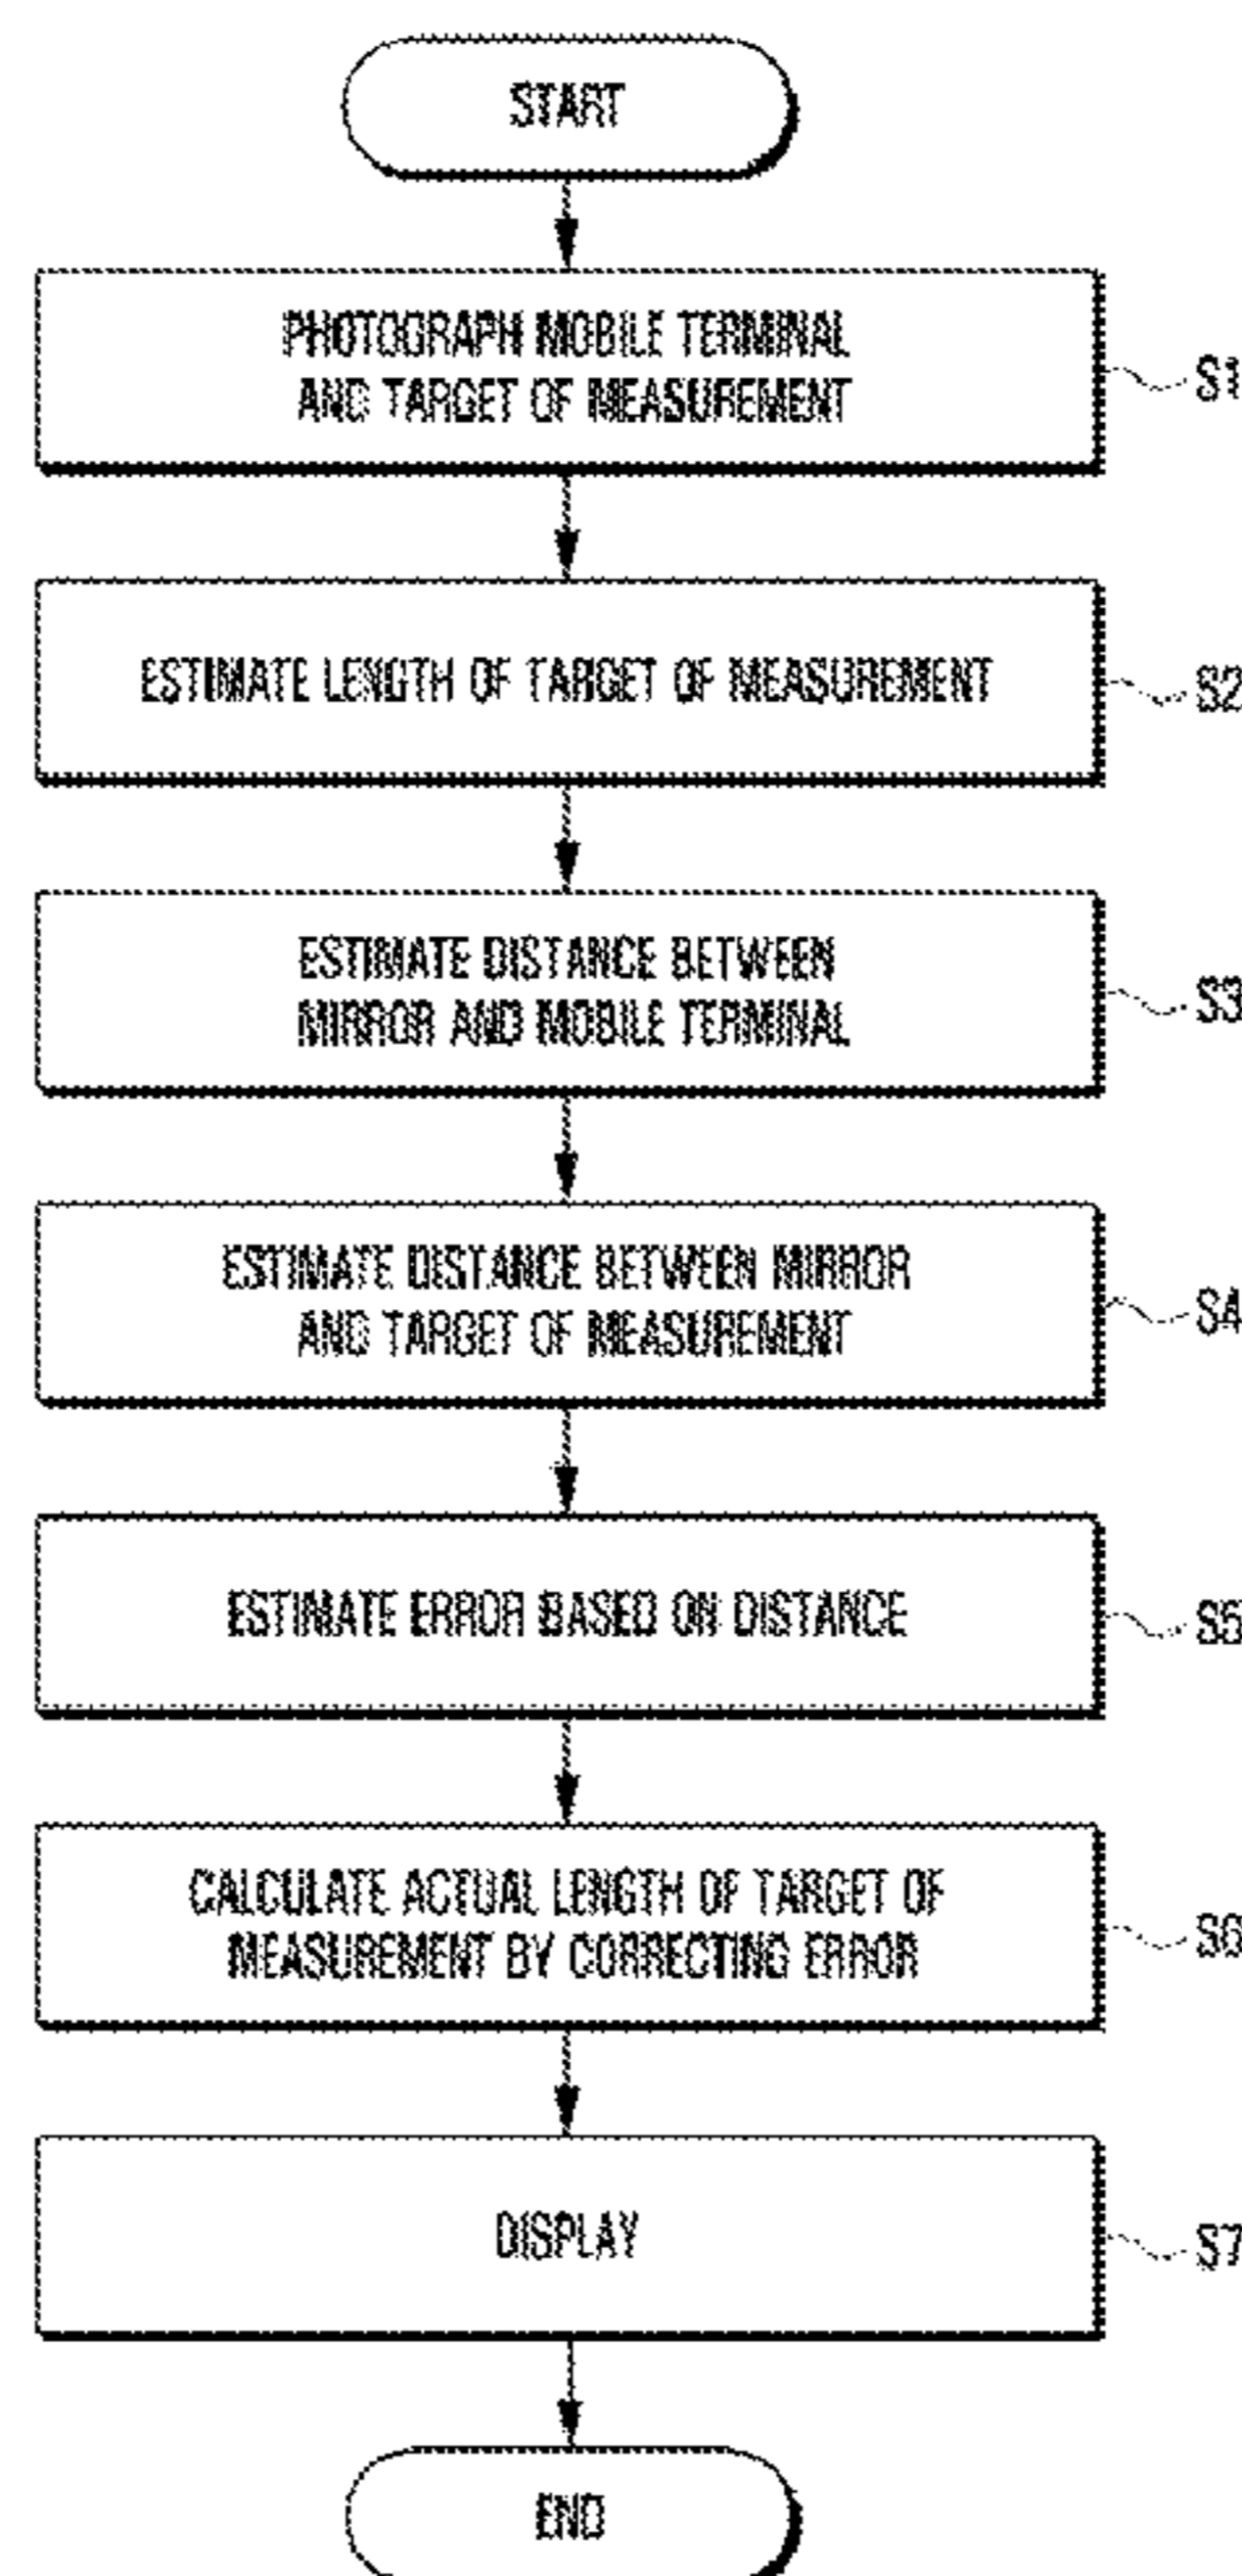 START
PHOTOGRAPH MOBILE TERMINAL
AND TARGET OF MEASUREMENT
S1
ESTIMATE LENGTH OF TARGET OF MEASUREMENT
S2
ESTIMATE DISTANCE BETWEEN
MIRROR AND MOBILE TERMINAL
S3
ESTIMATE DISTANCE BETWEEN MIRROR
AND TARGET OF MEASUREMENT
S4
ESTIMATE ERROR BASED ON DISTANCE
S5
CALCULATE ACTUAL LENGTH OF TARGET OF
MEASUREMENT BY CORRECTING ERROR
S6
DISPLAY
S7
END